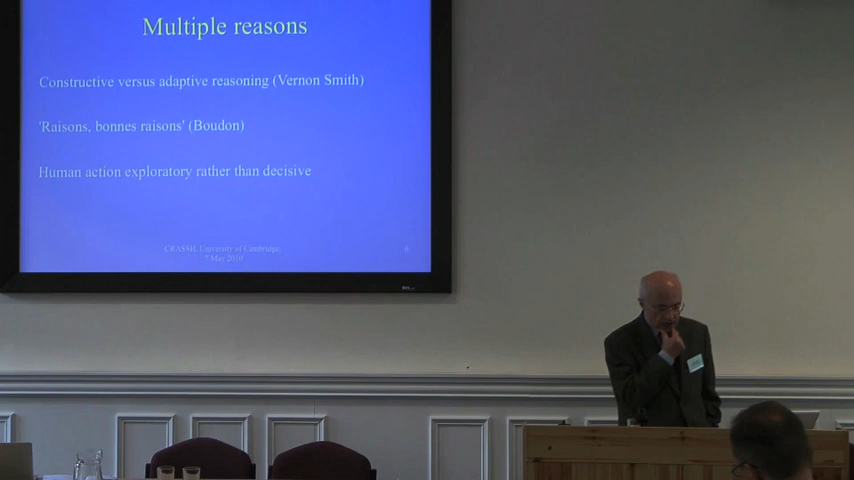 Multiple reasons
Constructive versus adaptive reasoning (Vernon Smith)
'Raisons, bonnes raisons' (Boudon)
Human action exploratory rather than decisive
CRASSH, University of Cambridge,
7 May 2010